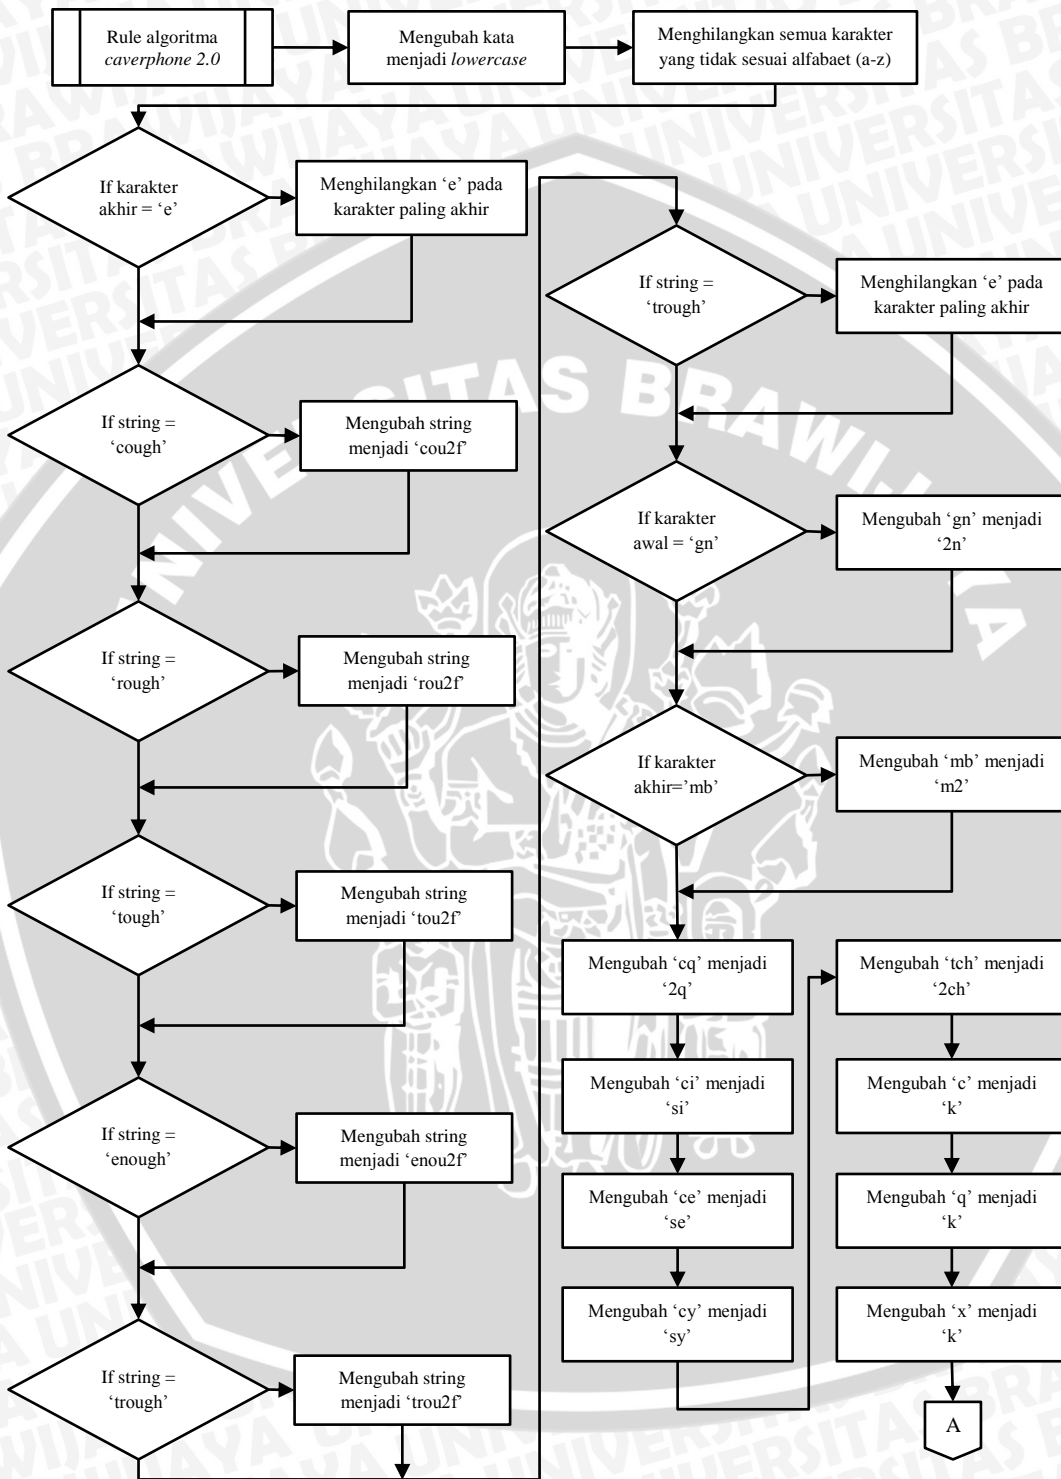 Rule algoritma
caverphone 2.0
Mengubah kata
menjadi lowercase
Menghilangkan semua karakter
yang tidak sesuai alfabaet (a-z)
If karakter
akhir = ‘e’
Menghilangkan ‘e’ pada
karakter paling akhir
If string =
‘cough’
Mengubah string
menjadi ‘cou2f’
If string =
‘rough’
Mengubah string
menjadi ‘rou2f’
If string =
‘tough’
Mengubah string
menjadi ‘tou2f’
If string =
‘enough’
Mengubah string
menjadi ‘enou2f’
If string =
‘trough’
Mengubah string
menjadi ‘trou2f’
If string =
‘trough’
Menghilangkan ‘e’ pada
karakter paling akhir
If karakter
awal = ‘gn’
Mengubah ‘gn’ menjadi
‘2n’
If karakter
akhir=’mb’
Mengubah ‘mb’ menjadi
‘m2’
Mengubah ‘cq’ menjadi
‘2q’
Mengubah ‘ci’ menjadi
‘si’
Mengubah ‘ce’ menjadi
‘se’
Mengubah ‘cy’ menjadi
‘sy’
Mengubah ‘tch’ menjadi
‘2ch’
Mengubah ‘c’ menjadi
‘k’
Mengubah ‘q’ menjadi
‘k’
Mengubah ‘x’ menjadi
‘k’
A
UNIVERSITAS BRAWIJAYA